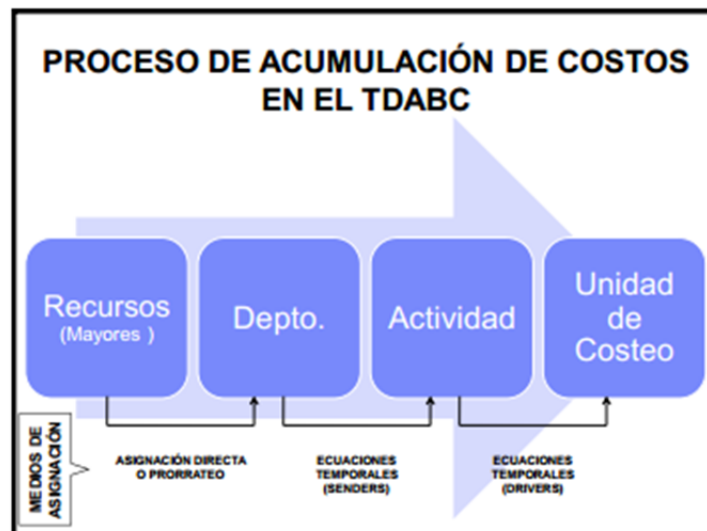 PROCESO DE ACUMULACIÓN DE COSTOS
EN EL TDABC
Recursos
(Mayores )
Depto.
Actividad
Unidad
de
Costeo
MEDIOS DE
ASIGNACIÓN
ASIGNACIÓN DIRECTA
O PRORRATEO
ECUACIONES
TEMPORALES
(SENDERS)
ECUACIONES
TEMPORALES
(DRIVERS)